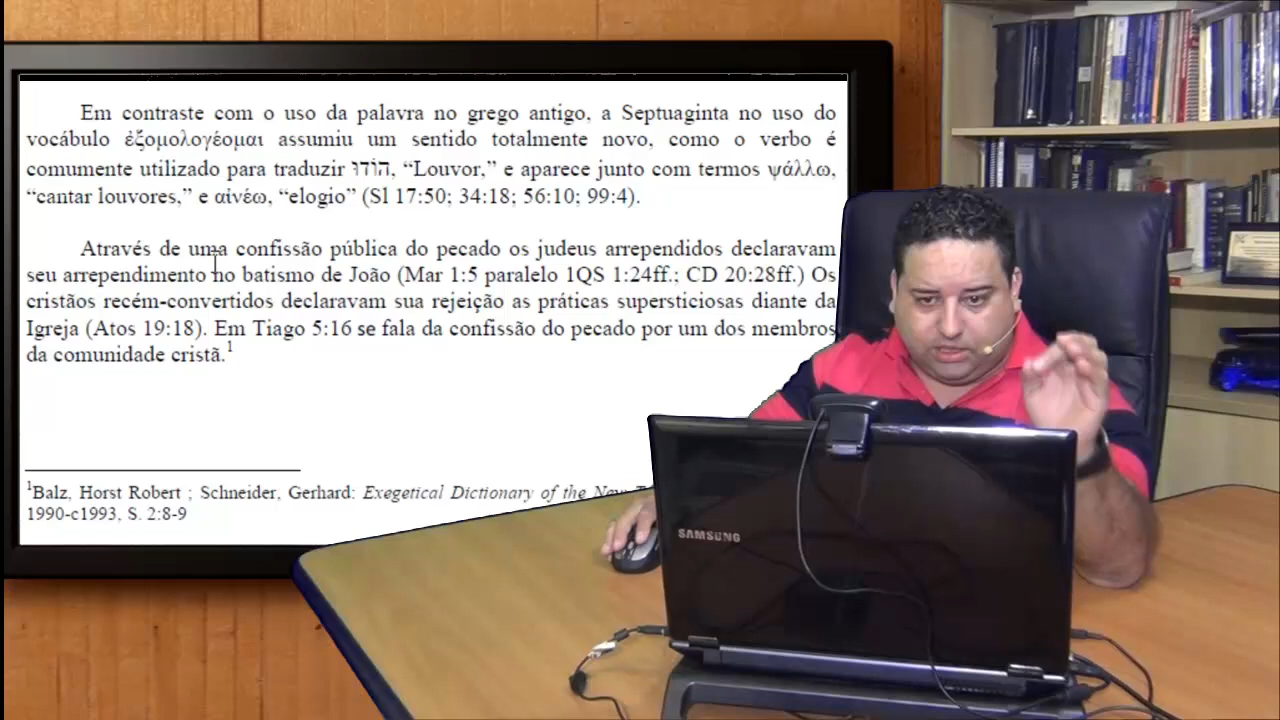 Em contraste com o uso da palavra no grego antigo, a Septuaginta no uso do
vocábulo ἐξομολογέομαι assumiu um sentido totalmente novo, como o verbo é
comumente utilizado para traduzir הוֹדוּ, “Louvor,” e aparece junto com termos ψάλλω,
“cantar louvores,” e αἰνέω, “elogio” (Sl 17:50; 34:18; 56:10; 99:4).
Através de uma confissão pública do pecado os judeus arrependidos declaravam
seu arrependimento no batismo de João (Mar 1:5 paralelo 1QS 1:24ff.; CD 20:28ff.) Os
cristãos recém-convertidos declaravam sua rejeição as práticas supersticiosas diante da
Igreja (Atos 19:18). Em Tiago 5:16 se fala da confissão do pecado por um dos membros
da comunidade cristã.1
1Balz, Horst Robert ; Schneider, Gerhard: Exegetical Dictionary of the New
1990-c1993, S. 2:8-9
SAMSUNG